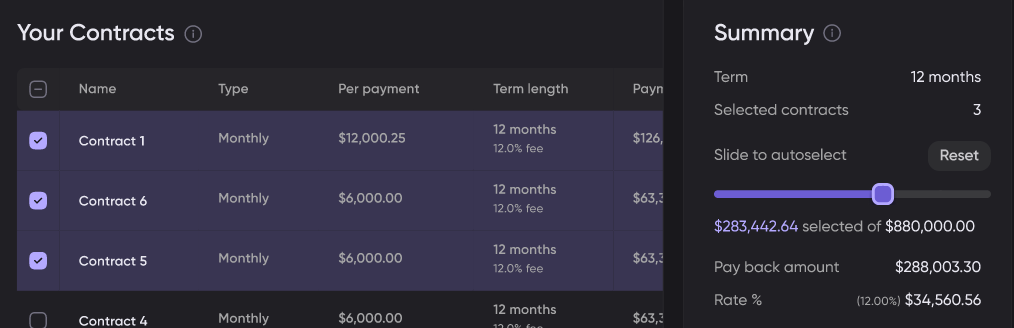 Your Contracts
Name Type Per payment Term length
Contract 1 Monthly $12,000.25 12 months $126,
12.0% fee
Contract 6 Monthly $6,000.00 12 months
12.0% fee
Contract 5 Monthly $6,000.00 12 months
12.0% fee
Contract 4 Monthly $6,000.00 12 months
Summary
Term 12 months
Selected contracts 3
Slide to autoselect Reset
$283,442.64 selected of $880,000.00
Pay back amount $288,003.30
Rate % (12.00%) $34,560.56